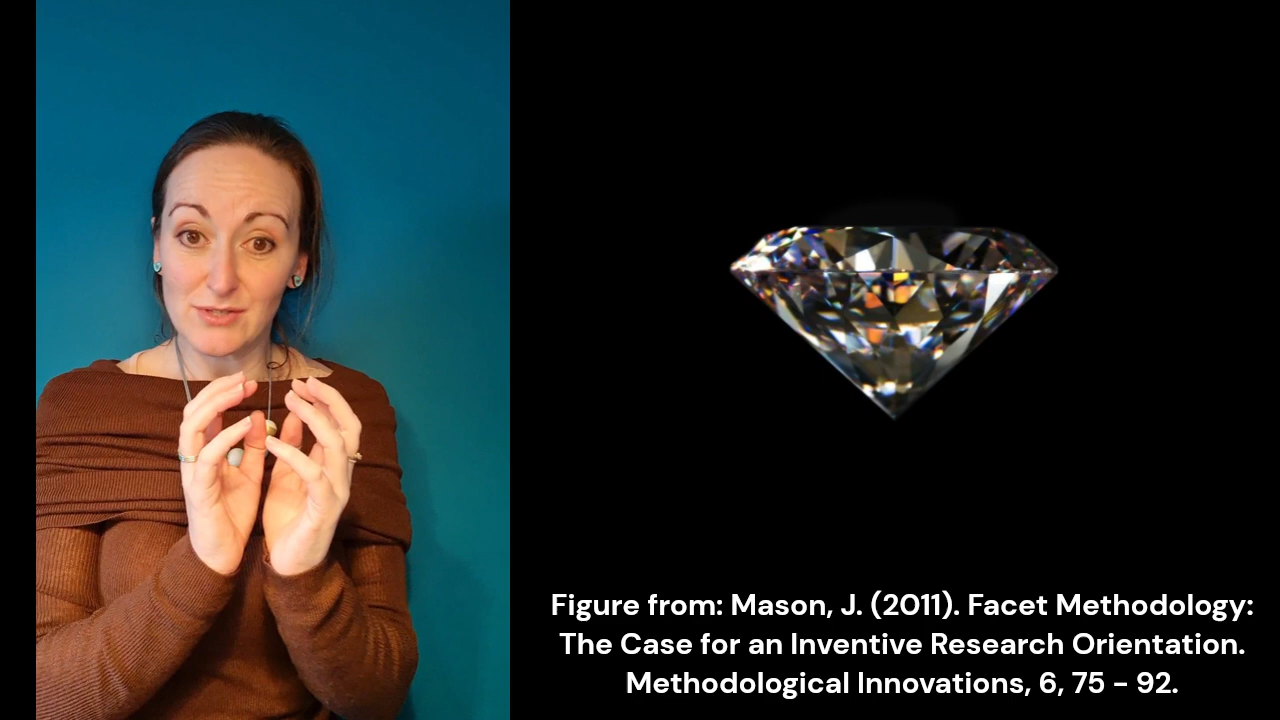 Figure from: Mason, J. (2011). Facet Methodology:
The Case for an Inventive Research Orientation.
Methodological Innovations, 6, 75 - 92.